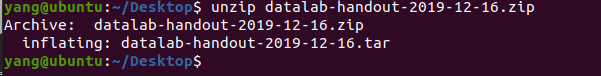 yang@ubuntu:~/Desktop$ unzip datalab-handout-2019-12-16.zip
Archive:  datalab-handout-2019-12-16.zip
  inflating: datalab-handout-2019-12-16.tar
yang@ubuntu:~/Desktop$